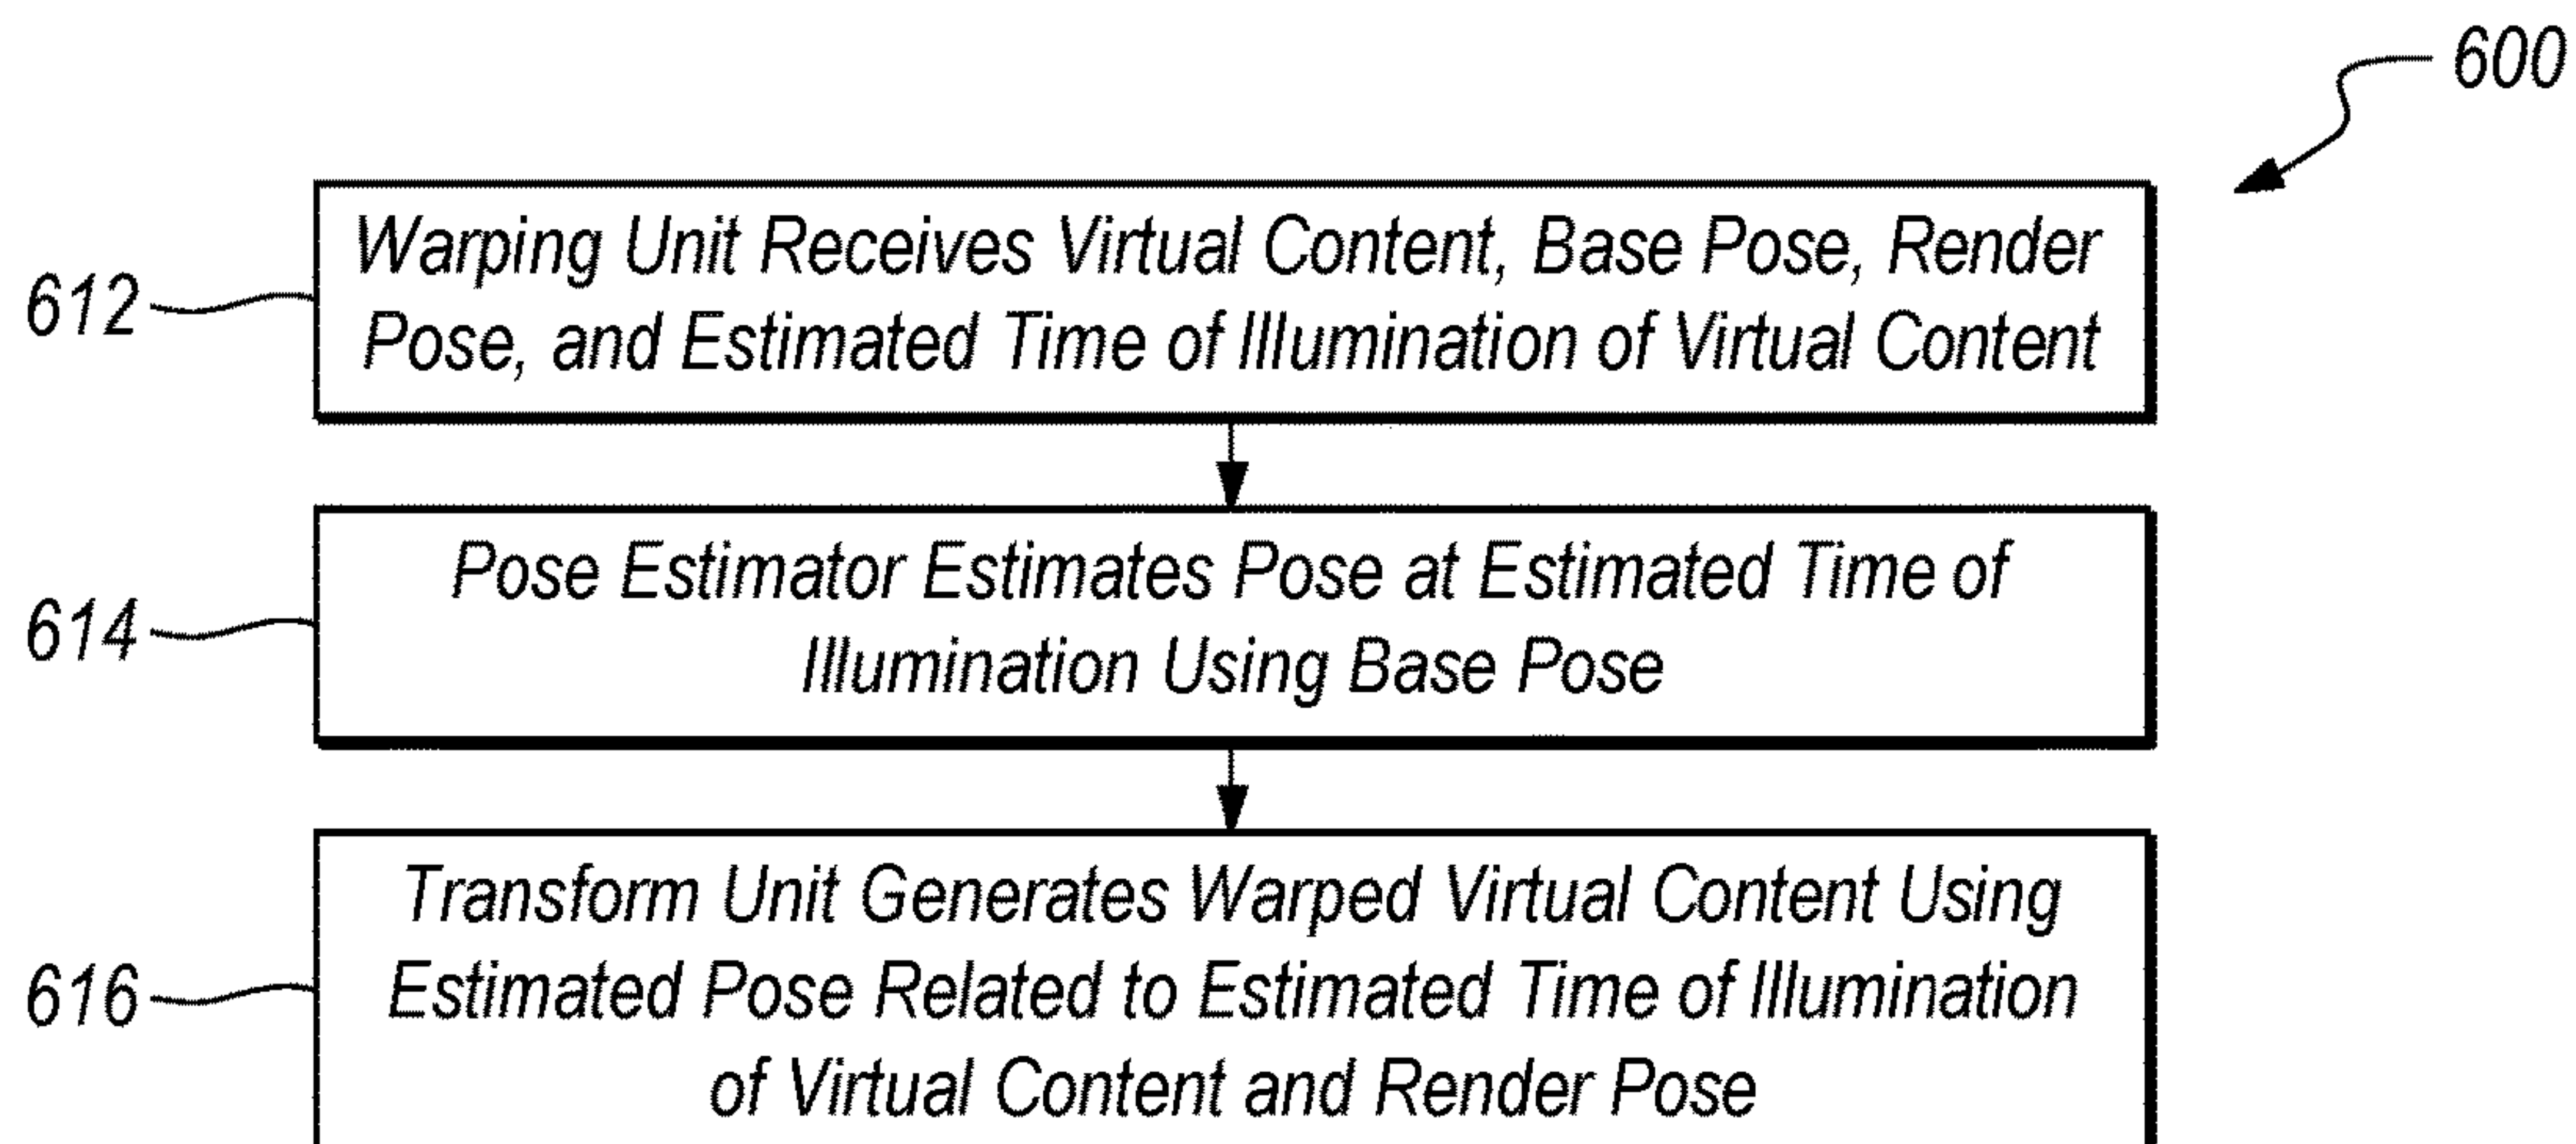 600
612
Warping Unit Receives Virtual Content, Base Pose, Render
Pose, and Estimated Time of Illumination of Virtual Content
614
Pose Estimator Estimates Pose at Estimated Time of
Illumination Using Base Pose
616
Transform Unit Generates Warped Virtual Content Using
Estimated Pose Related to Estimated Time of Illumination
of Virtual Content and Render Pose